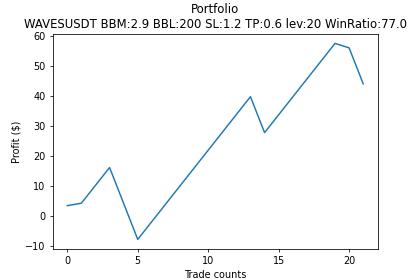 Portfolio
WAVESUSDT BBM:2.9 BBL:200 SL:1.2 TP:0.6 lev:20 WinRatio:77.0
60
50
40
30
20
10
0
−10
Profit ($)
0 5 10 15 20
Trade counts